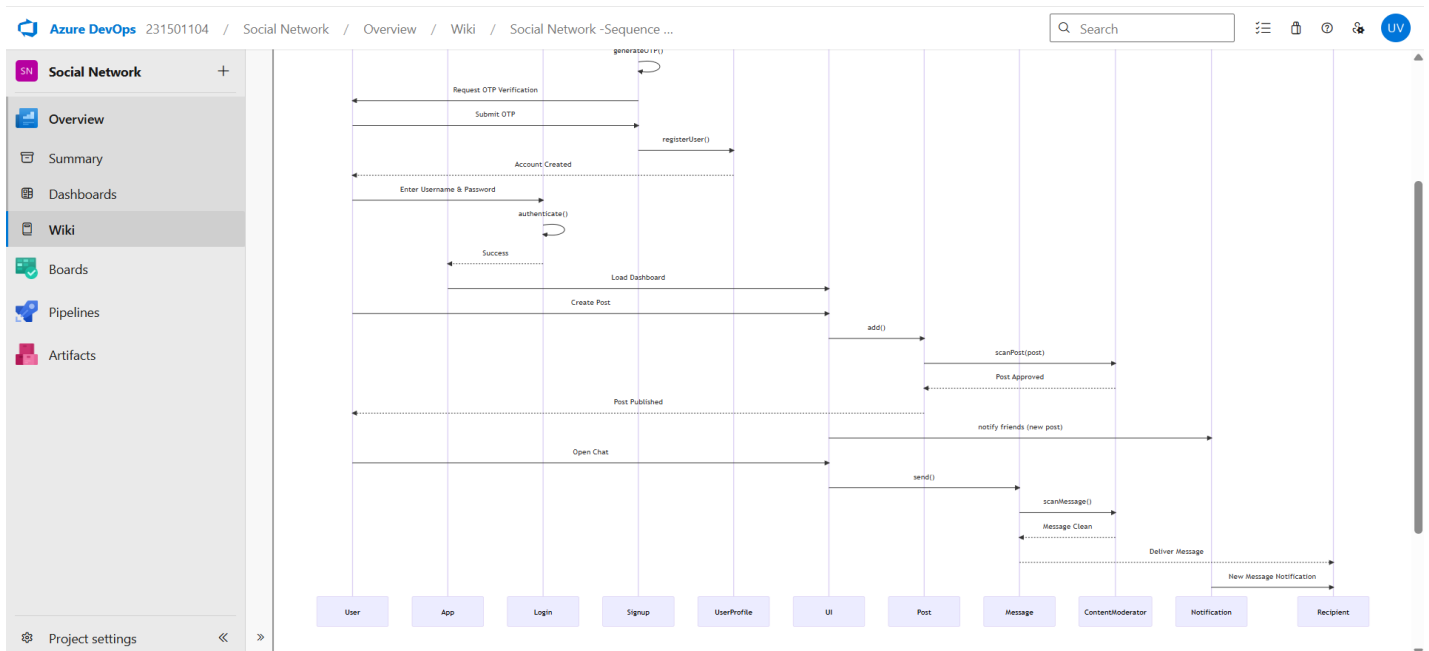 Azure DevOps 231501104 / Social Network / Overview / Wiki / Social Network -Sequence ...
Search
UV
SN Social Network +
Overview
Summary
Dashboards
Wiki
Boards
Pipelines
Artifacts
Project settings
generateOTP()
Request OTP Verification
Submit OTP
registerUser()
Account Created
Enter Username & Password
authenticate()
Success
Load Dashboard
Create Post
add()
scanPost(post)
Post Approved
Post Published
notify friends (new post)
Open Chat
send()
scanMessage()
Message Clean
Deliver Message
New Message Notification
User App Login Signup UserProfile UI Post Message ContentModerator Notification Recipient